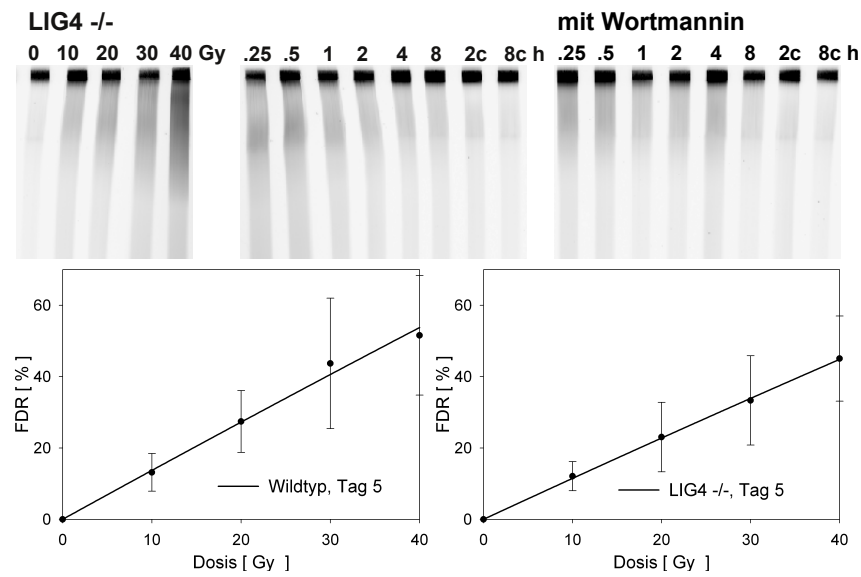 LIG4 -/-
mit Wortmannin
0 10 20 30 40 Gy
.25 .5 1 2 4 8 2c 8c h
.25 .5 1 2 4 8 2c 8c h
FDR [ % ]
60
40
20
0
Wildtyp, Tag 5
0 10 20 30 40
Dosis [ Gy ]
FDR [ % ]
60
40
20
0
LIG4 -/-, Tag 5
0 10 20 30 40
Dosis [ Gy ]